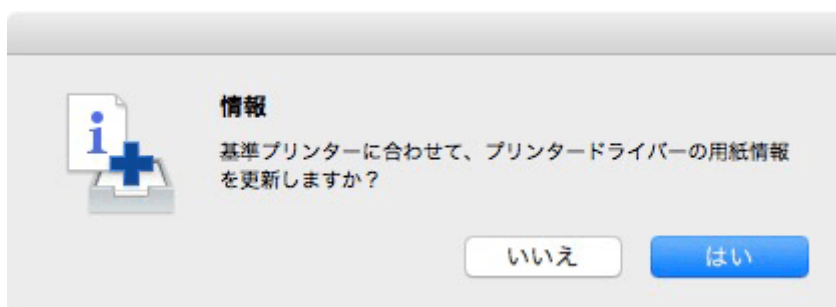 情報
基準プリンターに合わせて、プリンタードライバーの用紙情報
を更新しますか？
いいえ
はい